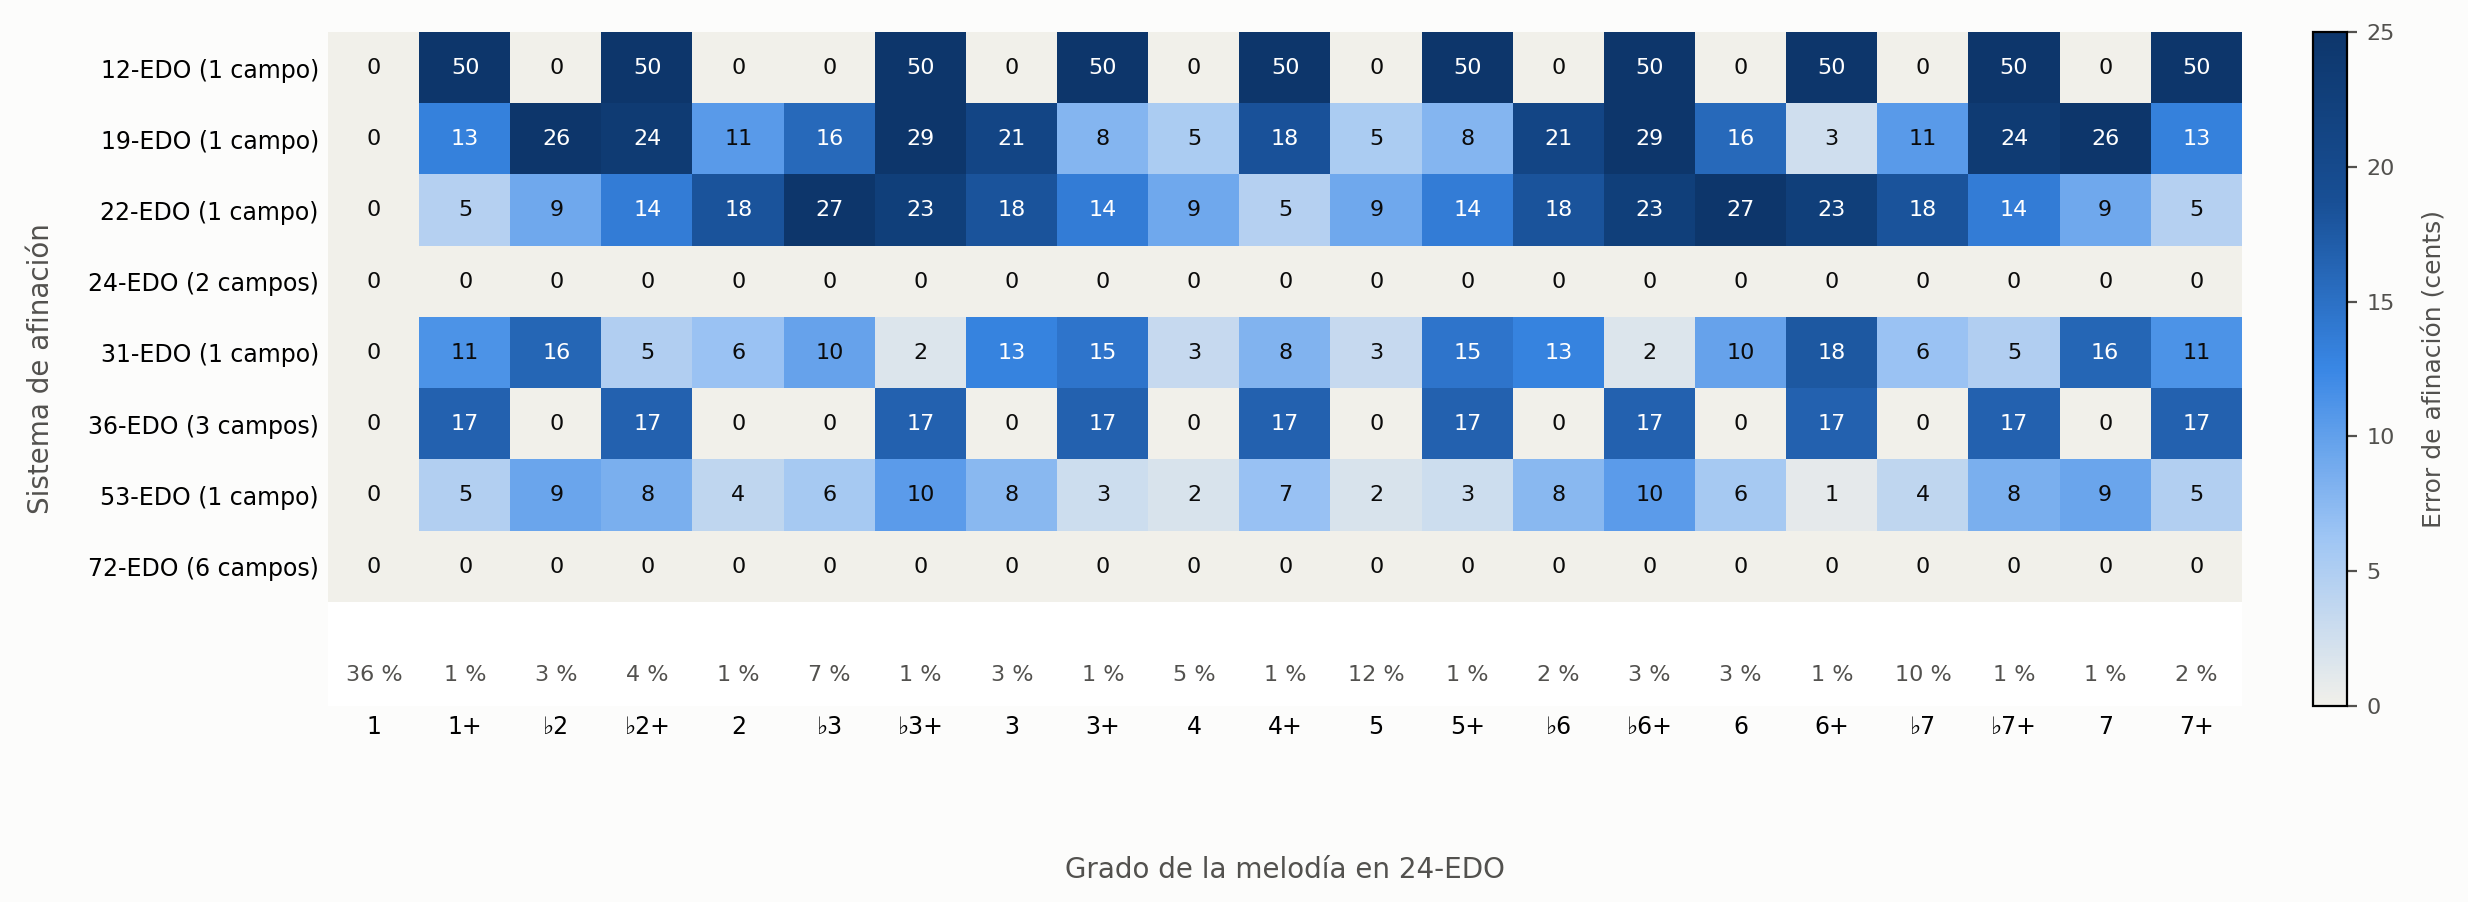 12-EDO (1 campo) 0 50 0 50 0 0 50 0 50 0 50 0 50 0 50 0 50 0 50 0 50
19-EDO (1 campo) 0 13 26 24 11 16 29 21 8 5 18 5 8 21 29 16 3 11 24 26 13
22-EDO (1 campo) 0 5 9 14 18 27 23 18 14 9 5 9 14 18 23 27 23 18 14 9 5
24-EDO (2 campos) 0 0 0 0 0 0 0 0 0 0 0 0 0 0 0 0 0 0 0 0 0
31-EDO (1 campo) 0 11 16 5 6 10 2 13 15 3 8 3 15 13 2 10 18 6 5 16 11
36-EDO (3 campos) 0 17 0 17 0 0 17 0 17 0 17 0 17 0 17 0 17 0 17 0 17
53-EDO (1 campo) 0 5 9 8 4 6 10 8 3 2 7 2 3 8 10 6 1 4 8 9 5
72-EDO (6 campos) 0 0 0 0 0 0 0 0 0 0 0 0 0 0 0 0 0 0 0 0 0
36 % 1 % 3 % 4 % 1 % 7 % 1 % 3 % 1 % 5 % 1 % 12 % 1 % 2 % 3 % 3 % 1 % 10 % 1 % 1 % 2 %
1 1+ ♭2 ♭2+ 2 ♭3 ♭3+ 3 3+ 4 4+ 5 5+ ♭6 ♭6+ 6 6+ ♭7 ♭7+ 7 7+
Grado de la melodía en 24-EDO
Sistema de afinación
25
20
15
10
5
0
Error de afinación (cents)